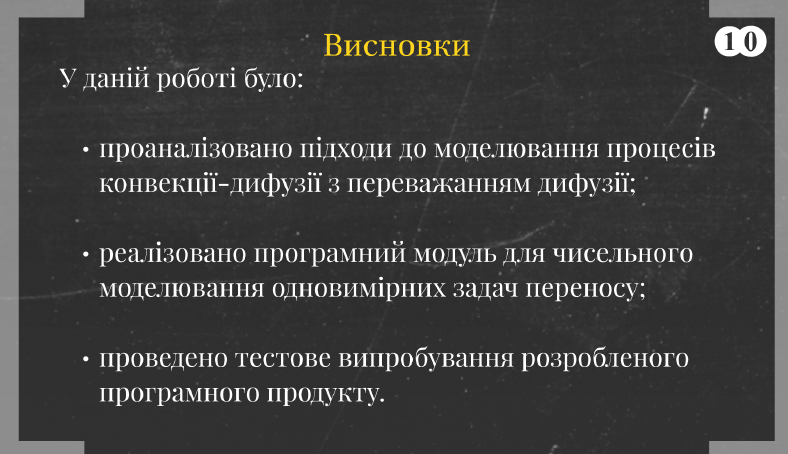 Висновки
10
У даній роботі було:
• проаналізовано підходи до моделювання процесів
конвекції-дифузії з переважанням дифузії;
• реалізовано програмний модуль для чисельного
моделювання одновимірних задач переносу;
• проведено тестове випробування розробленого
програмного продукту.